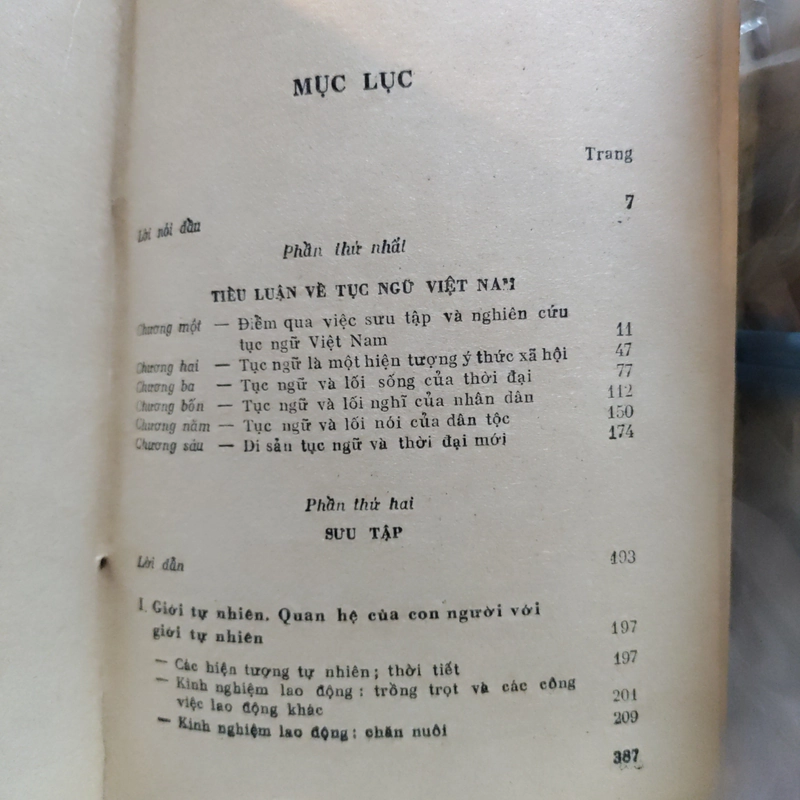 MỤC LỤC
Trang
Lời nói đầu 7
Phần thứ nhất
TIỂU LUẬN VỀ TỤC NGỮ VIỆT NAM
Chương một — Điểm qua việc sưu tập và nghiên cứu
tục ngữ Việt Nam 11
Chương hai — Tục ngữ là một hiện tượng ý thức xã hội 47
Chương ba — Tục ngữ và lối sống của thời đại 77
Chương bốn — Tục ngữ và lối nghĩ của nhân dân 112
Chương năm — Tục ngữ và lối nói của dân tộc 150
Chương sáu — Di sản tục ngữ và thời đại mới 174
Phần thứ hai
SƯU TẬP
Lời dẫn 193
I. Giới tự nhiên. Quan hệ của con người với
giới tự nhiên 197
— Các hiện tượng tự nhiên; thời tiết 197
— Kinh nghiệm lao động: trồng trọt và các công
việc lao động khác 201
— Kinh nghiệm lao động: chăn nuôi 209
387